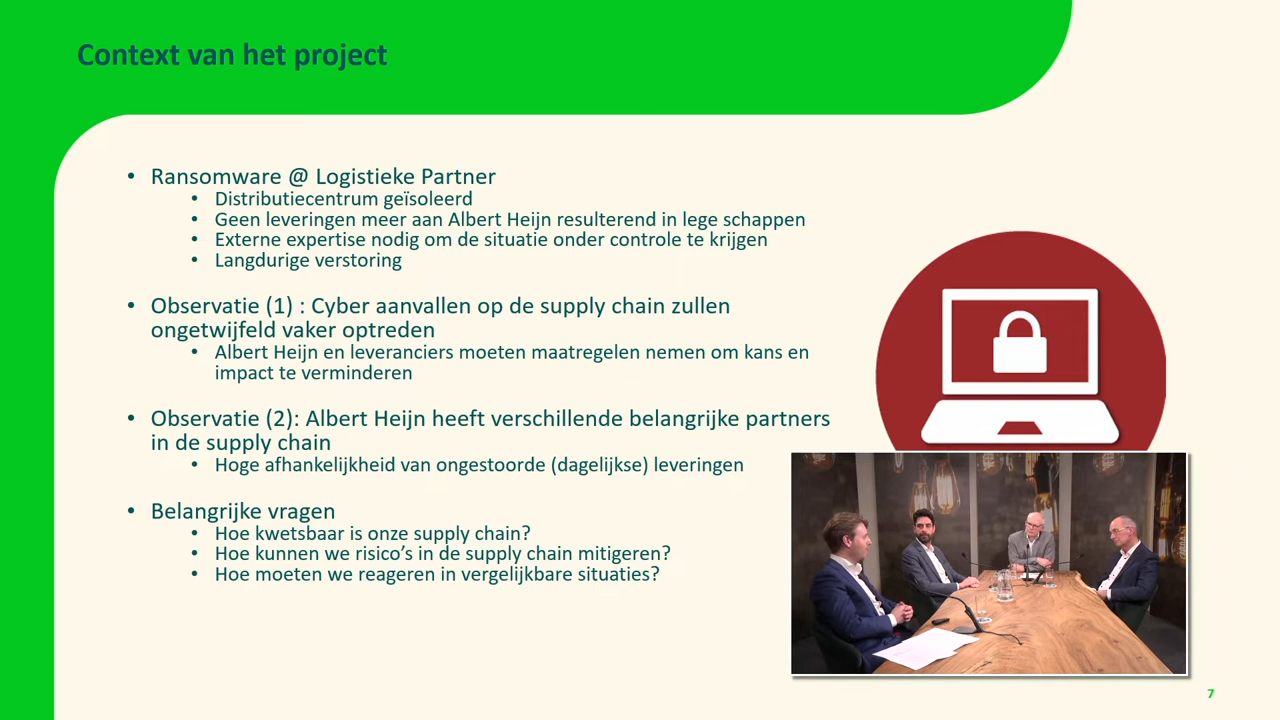 Context van het project
• Ransomware @ Logistieke Partner
• Distributiecentrum geïsoleerd
• Geen leveringen meer aan Albert Heijn resulterend in lege schappen
• Externe expertise nodig om de situatie onder controle te krijgen
• Langdurige verstoring
• Observatie (1) : Cyber aanvallen op de supply chain zullen
ongetwijfeld vaker optreden
• Albert Heijn en leveranciers moeten maatregelen nemen om kans en
impact te verminderen
• Observatie (2): Albert Heijn heeft verschillende belangrijke partners
in de supply chain
• Hoge afhankelijkheid van ongestoorde (dagelijkse) leveringen
• Belangrijke vragen
• Hoe kwetsbaar is onze supply chain?
• Hoe kunnen we risico’s in de supply chain mitigeren?
• Hoe moeten we reageren in vergelijkbare situaties?
7